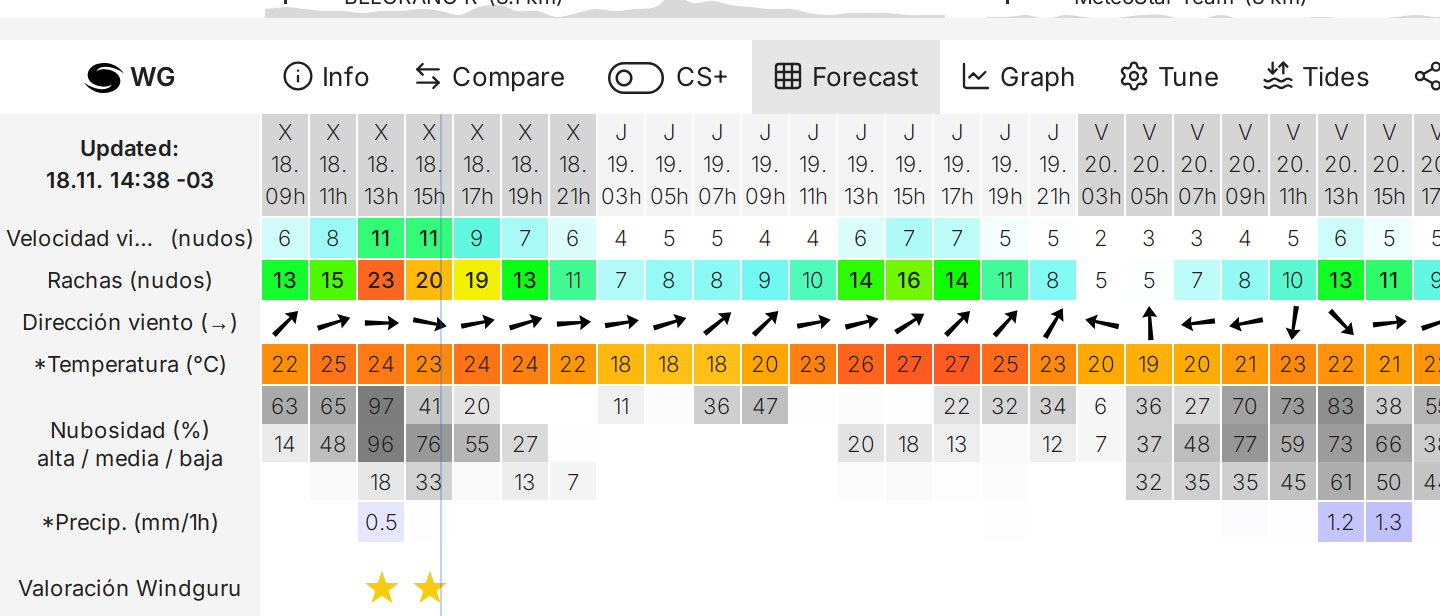 BELGRANO R (8.1 km)
MeteoStar Team (8 km)
WG
Info
Compare
CS+
Forecast
Graph
Tune
Tides
Updated:
18.11. 14:38 -03
X X X X X X X J J J J J J J J J J V V V V V V V V
18. 18. 18. 18. 18. 18. 18. 19. 19. 19. 19. 19. 19. 19. 19. 19. 19. 20. 20. 20. 20. 20. 20. 20.
09h 11h 13h 15h 17h 19h 21h 03h 05h 07h 09h 11h 13h 15h 17h 19h 21h 03h 05h 07h 09h 11h 13h 15h
Velocidad vi... (nudos) 6 8 11 11 9 7 6 4 5 5 4 4 6 7 7 5 5 2 3 3 4 5 6 5 5
Rachas (nudos) 13 15 23 20 19 13 11 7 8 8 9 10 14 16 14 11 8 5 5 7 8 10 13 11 9
Dirección viento (→)
*Temperatura (°C) 22 25 24 23 24 24 22 18 18 18 20 23 26 27 27 25 23 20 19 20 21 23 22 21
Nubosidad (%)
alta / media / baja
63 65 97 41 20 11 36 47 22 32 34 6 36 27 70 73 83 38
14 48 96 76 55 27 20 18 13 12 7 37 48 77 59 73 66
18 33 13 7 32 35 35 45 61 50
*Precip. (mm/1h) 0.5 1.2 1.3
Valoración Windguru